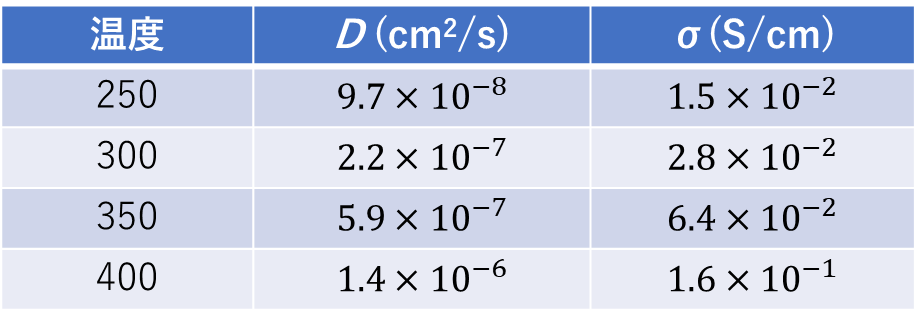 温度 D (cm²/s) σ (S/cm)
250 9.7 × 10⁻⁸ 1.5 × 10⁻²
300 2.2 × 10⁻⁷ 2.8 × 10⁻²
350 5.9 × 10⁻⁷ 6.4 × 10⁻²
400 1.4 × 10⁻⁶ 1.6 × 10⁻¹